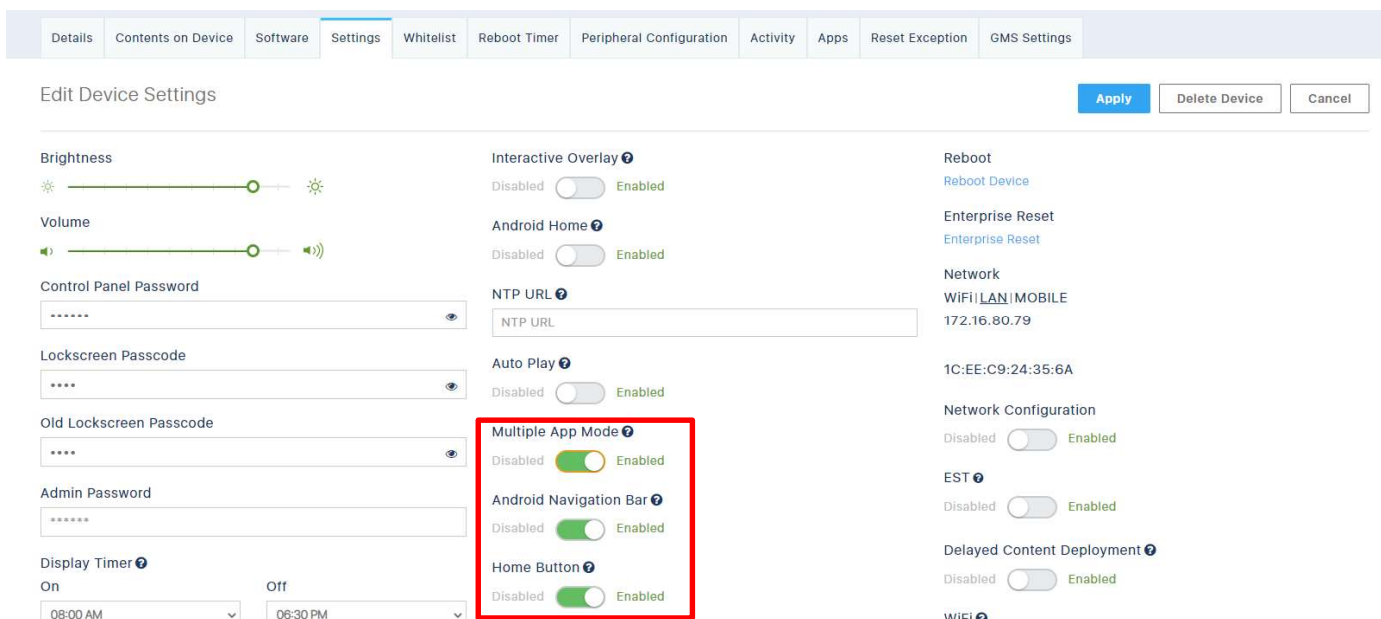 Details Contents on Device Software Settings Whitelist Reboot Timer Peripheral Configuration Activity Apps Reset Exception GMS Settings
Edit Device Settings
Apply Delete Device Cancel
Brightness
Volume
Control Panel Password
••••••
Lockscreen Passcode
••••
Old Lockscreen Passcode
••••
Admin Password
******
Display Timer
On Off
08:00 AM 06:30 PM
Interactive Overlay
Disabled Enabled
Android Home
Disabled Enabled
NTP URL
NTP URL
Auto Play
Disabled Enabled
Multiple App Mode
Disabled Enabled
Android Navigation Bar
Disabled Enabled
Home Button
Disabled Enabled
Reboot
Reboot Device
Enterprise Reset
Enterprise Reset
Network
WiFi|LAN|MOBILE
172.16.80.79
1C:EE:C9:24:35:6A
Network Configuration
Disabled Enabled
EST
Disabled Enabled
Delayed Content Deployment
Disabled Enabled
WiFi